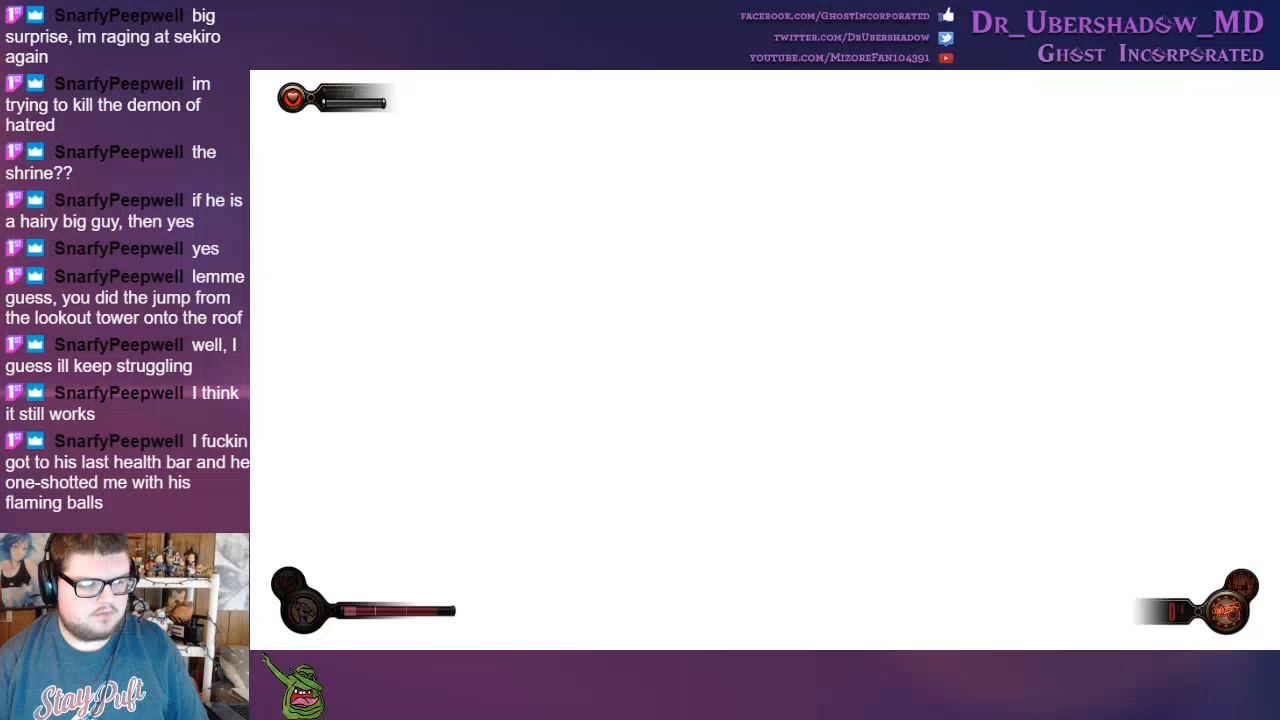 SnarfyPeepwell big
surprise, im raging at sekiro
again
SnarfyPeepwell im
trying to kill the demon of
hatred
SnarfyPeepwell the
shrine??
SnarfyPeepwell if he is
a hairy big guy, then yes
SnarfyPeepwell yes
SnarfyPeepwell lemme
guess, you did the jump from
the lookout tower onto the roof
SnarfyPeepwell well, I
guess ill keep struggling
SnarfyPeepwell I think
it still works
SnarfyPeepwell I fuckin
got to his last health bar and he
one-shotted me with his
flaming balls
facebook.com/GhostIncorporated
twitter.com/DrUbershadow
youtube.com/MizoreFan104391
Dr_Ubershadow_MD
Ghost Incorporated
Stay Puft